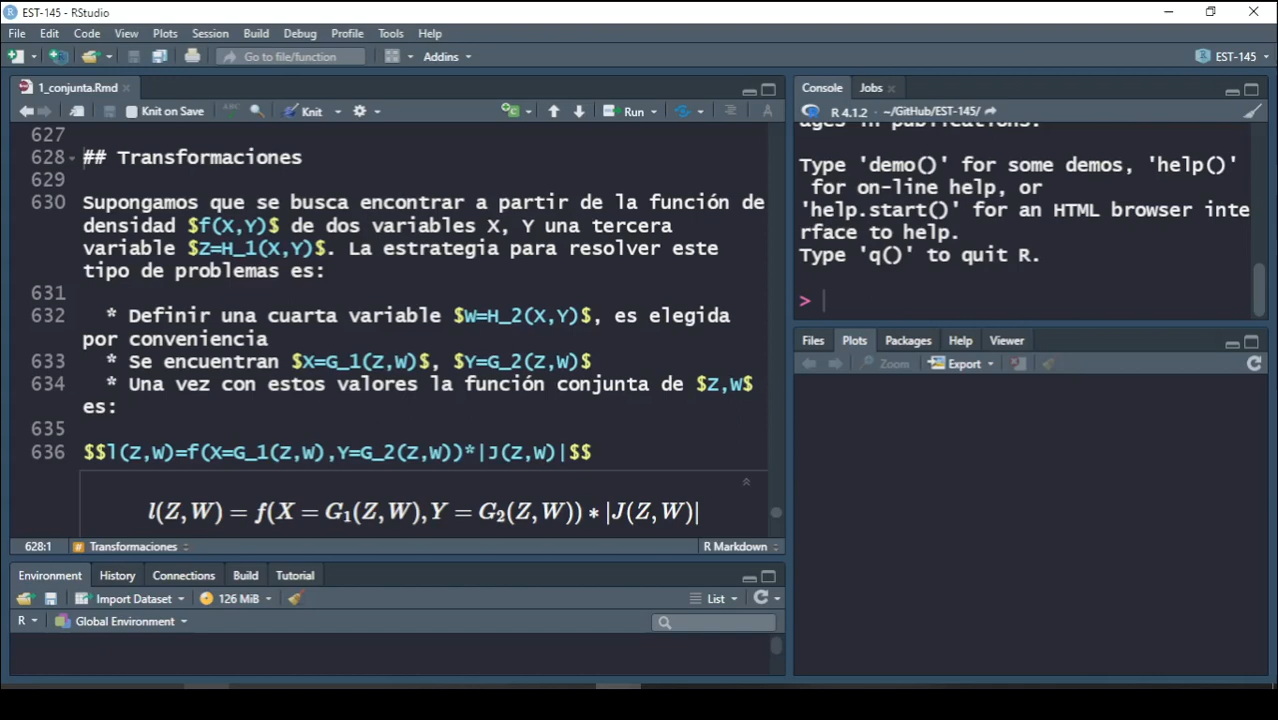 EST-145 - RStudio
File Edit Code View Plots Session Build Debug Profile Tools Help
Go to file/function Addins EST-145
1_conjunta.Rmd
Knit on Save Knit Run
627
628 ## Transformaciones
629
630 Supongamos que se busca encontrar a partir de la función de
densidad $f(X,Y)$ de dos variables X, Y una tercera
variable $Z=H_1(X,Y)$. La estrategia para resolver este
tipo de problemas es:
631
632 * Definir una cuarta variable $W=H_2(X,Y)$, es elegida
por conveniencia
633 * Se encuentran $X=G_1(Z,W)$, $Y=G_2(Z,W)$
634 * Una vez con estos valores la función conjunta de $Z,W$
es:
635
636 $$l(Z,W)=f(X=G_1(Z,W),Y=G_2(Z,W))*|J(Z,W)|$$
l(Z,W) = f(X = G₁(Z,W),Y = G₂(Z,W)) * |J(Z,W)|
628:1 # Transformaciones R Markdown
Environment History Connections Build Tutorial
Import Dataset 126 MiB List
R Global Environment
Console Jobs
R 4.1.2 · ~/GitHub/EST-145/
ages in publications.
Type 'demo()' for some demos, 'help()'
for on-line help, or
'help.start()' for an HTML browser inte
rface to help.
Type 'q()' to quit R.
>
Files Plots Packages Help Viewer
Zoom Export